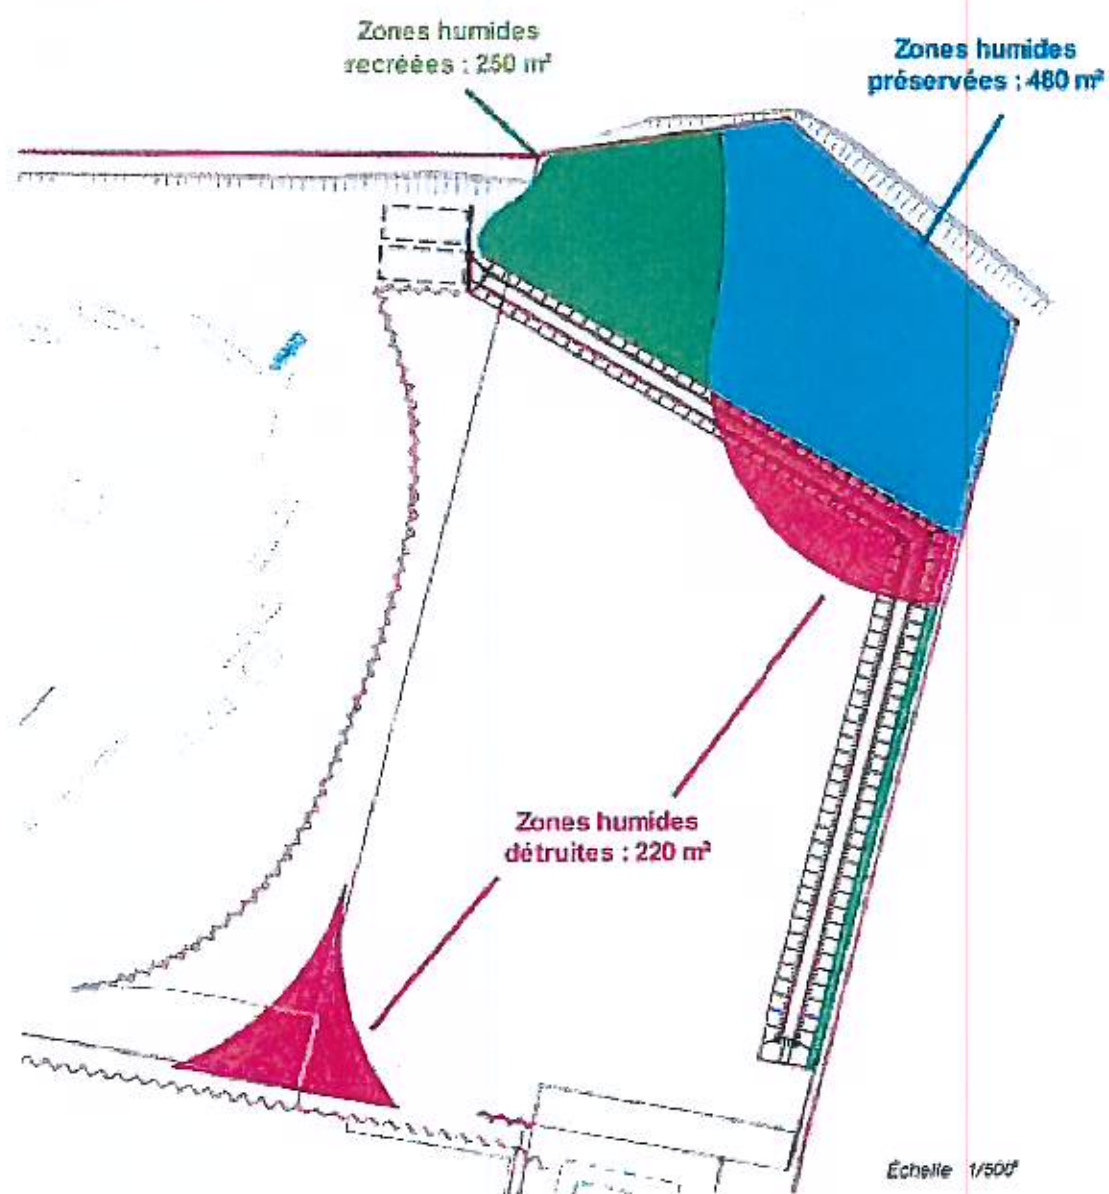 Zones humides
recréées : 250 m²
Zones humides
préservées : 480 m²
Zones humides
détruites : 220 m²
Échelle 1/500e